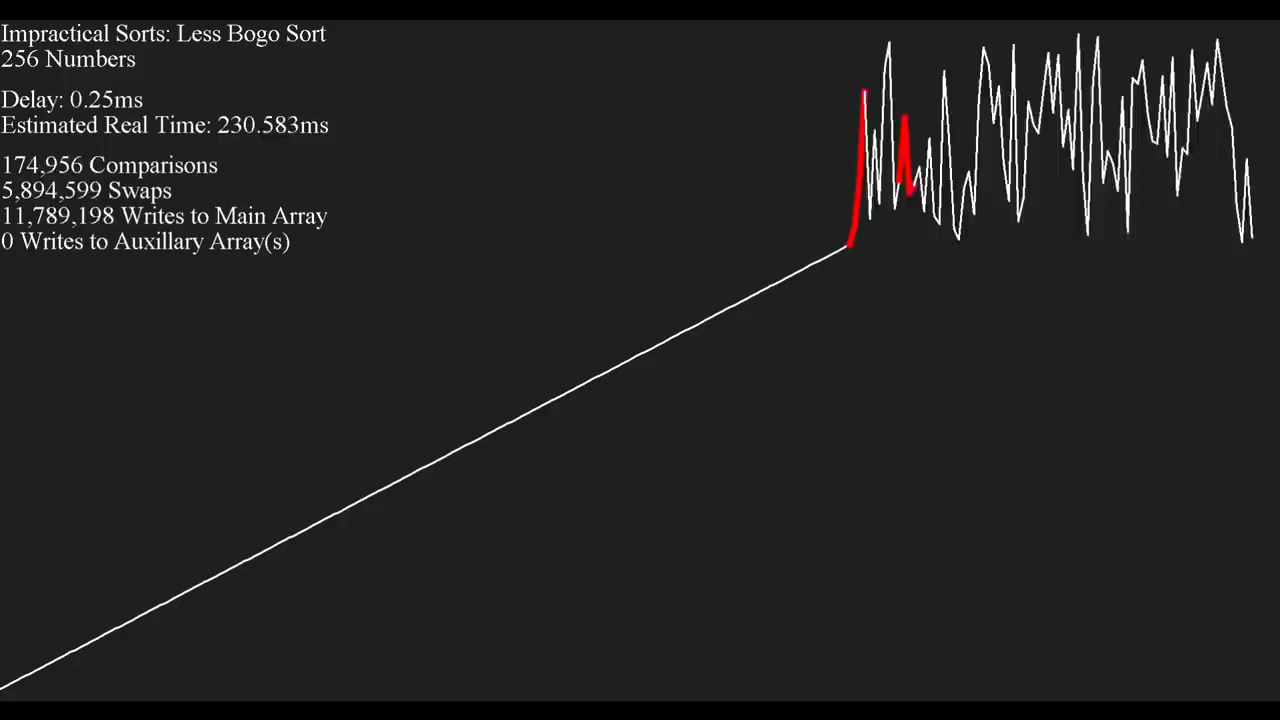 Impractical Sorts: Less Bogo Sort
256 Numbers
Delay: 0.25ms
Estimated Real Time: 230.583ms
174,956 Comparisons
5,894,599 Swaps
11,789,198 Writes to Main Array
0 Writes to Auxillary Array(s)